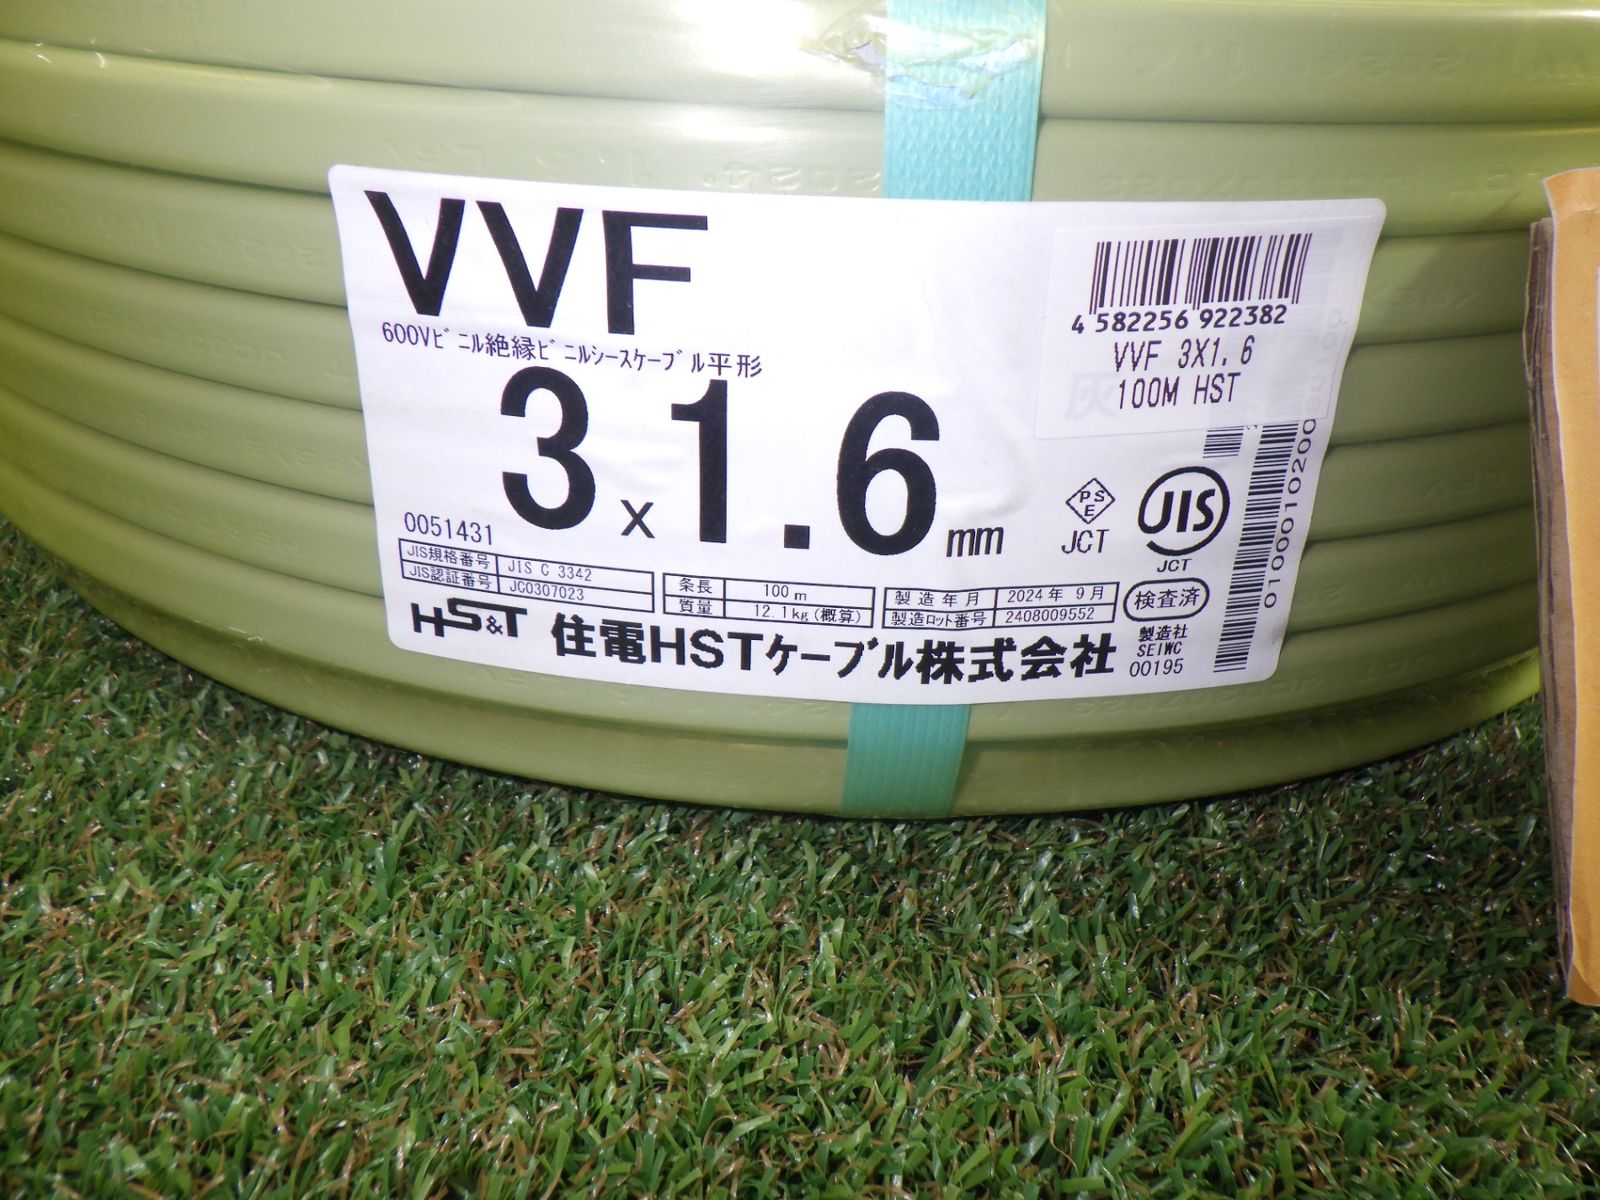 VVF
600Vビニル絶縁ビニルシースケーブル平形
3x1.6mm
4 582256 922382
VVF 3X1.6
100M HST
灰
PSE
JCT
JIS
JCT
0051431
JIS規格番号 JIS C 3342
JIS認証番号 JC0307023
条長 100m
質量 12.1kg(概算)
製造年月 2024年 9月
製造ロット番号 2408009552
検査済
HS&T 住電HSTケーブル株式会社
製造社
SEIWC
00195